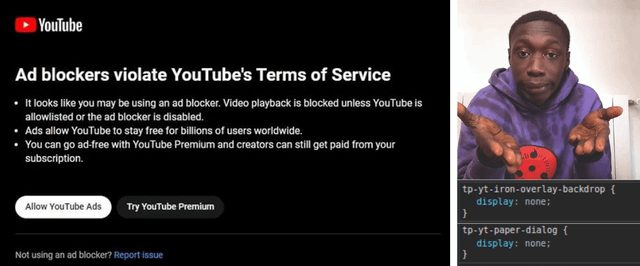 YouTube
Ad blockers violate YouTube's Terms of Service
It looks like you may be using an ad blocker. Video playback is blocked unless YouTube is
allowlisted or the ad blocker is disabled.
Ads allow YouTube to stay free for billions of users worldwide.
You can go ad-free with YouTube Premium and creators can still get paid from your
subscription.
Allow YouTube Ads
Try YouTube Premium
Not using an ad blocker? Report issue
tp-yt-iron-overlay-backdrop {
display: none;
}
tp-yt-paper-dialog {
display: none;
}